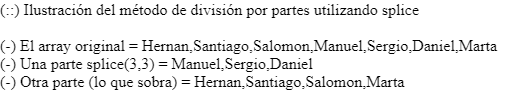 (::) Ilustración del método de división por partes utilizando splice
(-) El array original = Hernan,Santiago,Salomon,Manuel,Sergio,Daniel,Marta
(-) Una parte splice(3,3) = Manuel,Sergio,Daniel
(-) Otra parte (lo que sobra) = Hernan,Santiago,Salomon,Marta